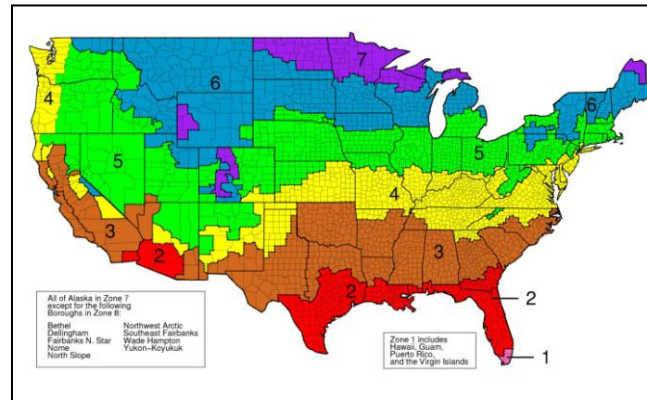 7
6
6
4
5
5
4
3
3
2
2
2
1
All of Alaska in Zone 7
except for the following
Boroughs in Zone 8:
Bethel
Dellingham
Fairbanks N. Star
Nome
North Slope
Northwest Arctic
Southeast Fairbanks
Wade Hampton
Yukon-Koyukuk
Zone 1 includes
Hawaii, Guam,
Puerto Rico,
and the Virgin Islands